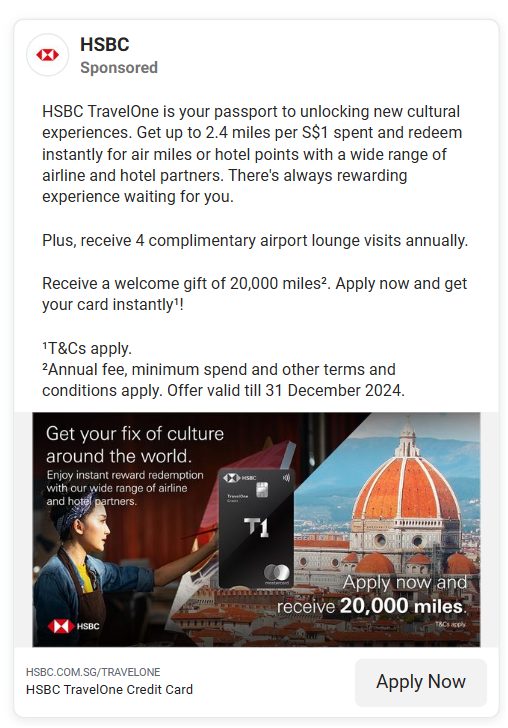 HSBC
Sponsored
HSBC TravelOne is your passport to unlocking new cultural
experiences. Get up to 2.4 miles per S$1 spent and redeem
instantly for air miles or hotel points with a wide range of
airline and hotel partners. There's always rewarding
experience waiting for you.
Plus, receive 4 complimentary airport lounge visits annually.
Receive a welcome gift of 20,000 miles². Apply now and get
your card instantly¹!
¹T&Cs apply.
²Annual fee, minimum spend and other terms and
conditions apply. Offer valid till 31 December 2024.
Get your fix of culture
around the world.
Enjoy instant reward redemption
with our wide range of airline
and hotel partners.
HSBC
TravelOne
T1
mastercard
Apply now and
receive 20,000 miles.
T&Cs apply.
HSBC
HSBC.COM.SG/TRAVELONE
HSBC TravelOne Credit Card
Apply Now